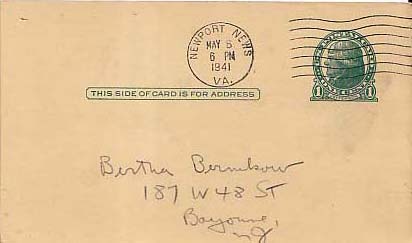 NEWPORT NEWS
MAY 6
6 PM
1941
VA.
THIS SIDE OF CARD IS FOR ADDRESS
1 1
Bertha
187 W 48 ST
Bayonne,
NJ